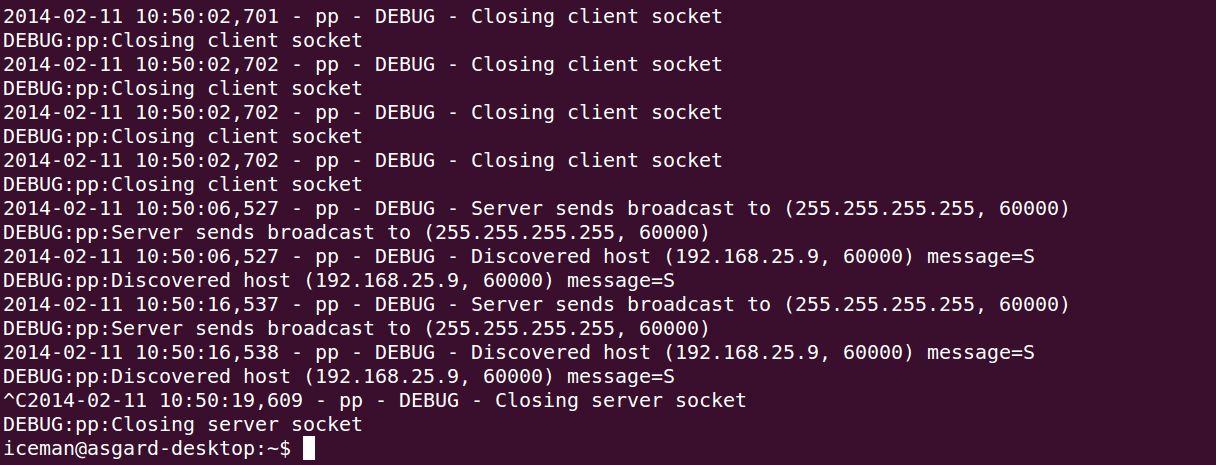 2014-02-11 10:50:02,701 - pp - DEBUG - Closing client socket
DEBUG:pp:Closing client socket
2014-02-11 10:50:02,702 - pp - DEBUG - Closing client socket
DEBUG:pp:Closing client socket
2014-02-11 10:50:02,702 - pp - DEBUG - Closing client socket
DEBUG:pp:Closing client socket
2014-02-11 10:50:02,702 - pp - DEBUG - Closing client socket
DEBUG:pp:Closing client socket
2014-02-11 10:50:06,527 - pp - DEBUG - Server sends broadcast to (255.255.255.255, 60000)
DEBUG:pp:Server sends broadcast to (255.255.255.255, 60000)
2014-02-11 10:50:06,527 - pp - DEBUG - Discovered host (192.168.25.9, 60000) message=S
DEBUG:pp:Discovered host (192.168.25.9, 60000) message=S
2014-02-11 10:50:16,537 - pp - DEBUG - Server sends broadcast to (255.255.255.255, 60000)
DEBUG:pp:Server sends broadcast to (255.255.255.255, 60000)
2014-02-11 10:50:16,538 - pp - DEBUG - Discovered host (192.168.25.9, 60000) message=S
DEBUG:pp:Discovered host (192.168.25.9, 60000) message=S
^C2014-02-11 10:50:19,609 - pp - DEBUG - Closing server socket
DEBUG:pp:Closing server socket
iceman@asgard-desktop:~$